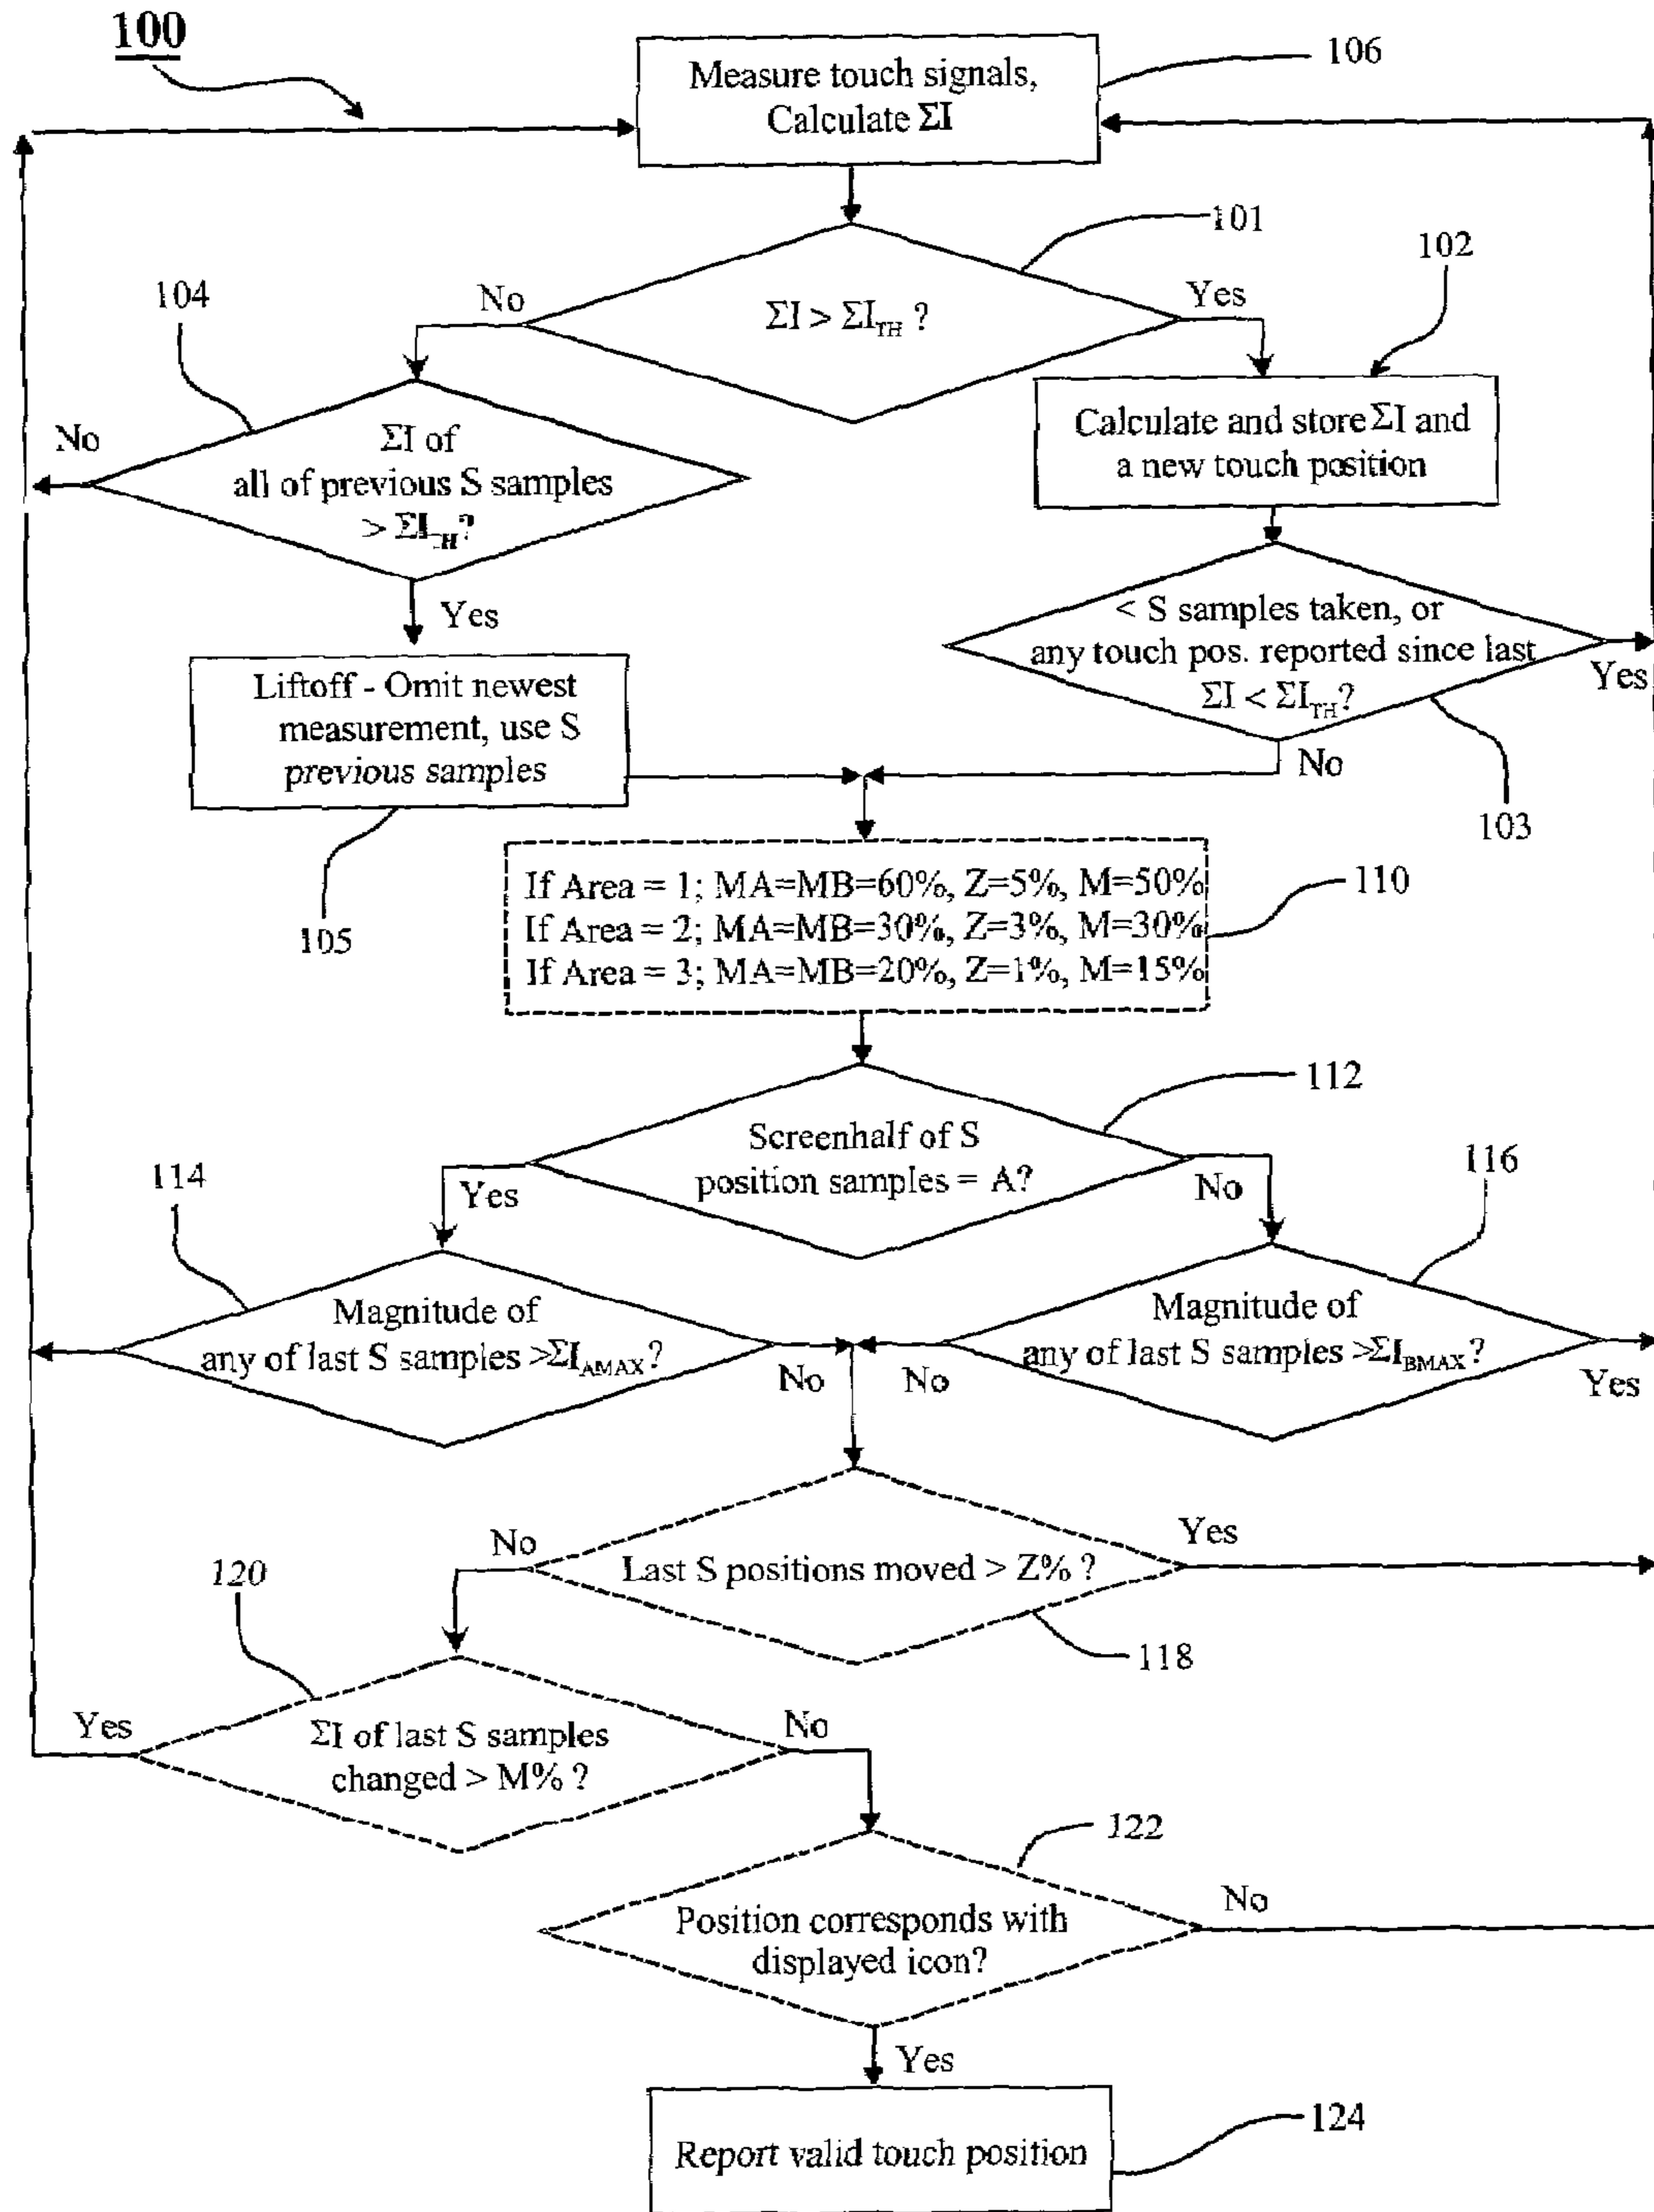 100
106
Measure touch signals,
Calculate ΣI
101
102
104
No
Yes
ΣI > ΣI_TH ?
No
ΣI of
all of previous S samples
> ΣI_TH?
Calculate and store ΣI and
a new touch position
Yes
< S samples taken, or
any touch pos. reported since last
ΣI < ΣI_TH?
Yes
Liftoff - Omit newest
measurement, use S
previous samples
No
103
105
If Area = 1; MA=MB=60%, Z=5%, M=50%
If Area = 2; MA=MB=30%, Z=3%, M=30%
If Area = 3; MA=MB=20%, Z=1%, M=15%
110
112
Screenhalf of S
position samples = A?
114
116
Yes
No
Magnitude of
any of last S samples >ΣI_AMAX?
Magnitude of
any of last S samples >ΣI_BMAX?
No
No
Yes
No
Yes
Last S positions moved > Z% ?
120
118
Yes
No
ΣI of last S samples
changed > M% ?
122
Position corresponds with
displayed icon?
No
Yes
124
Report valid touch position